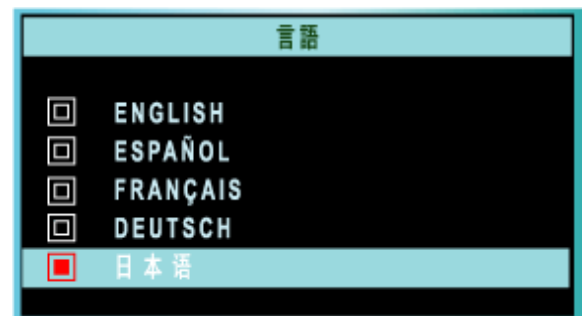 言語
ENGLISH
ESPAÑOL
FRANÇAIS
DEUTSCH
日本语